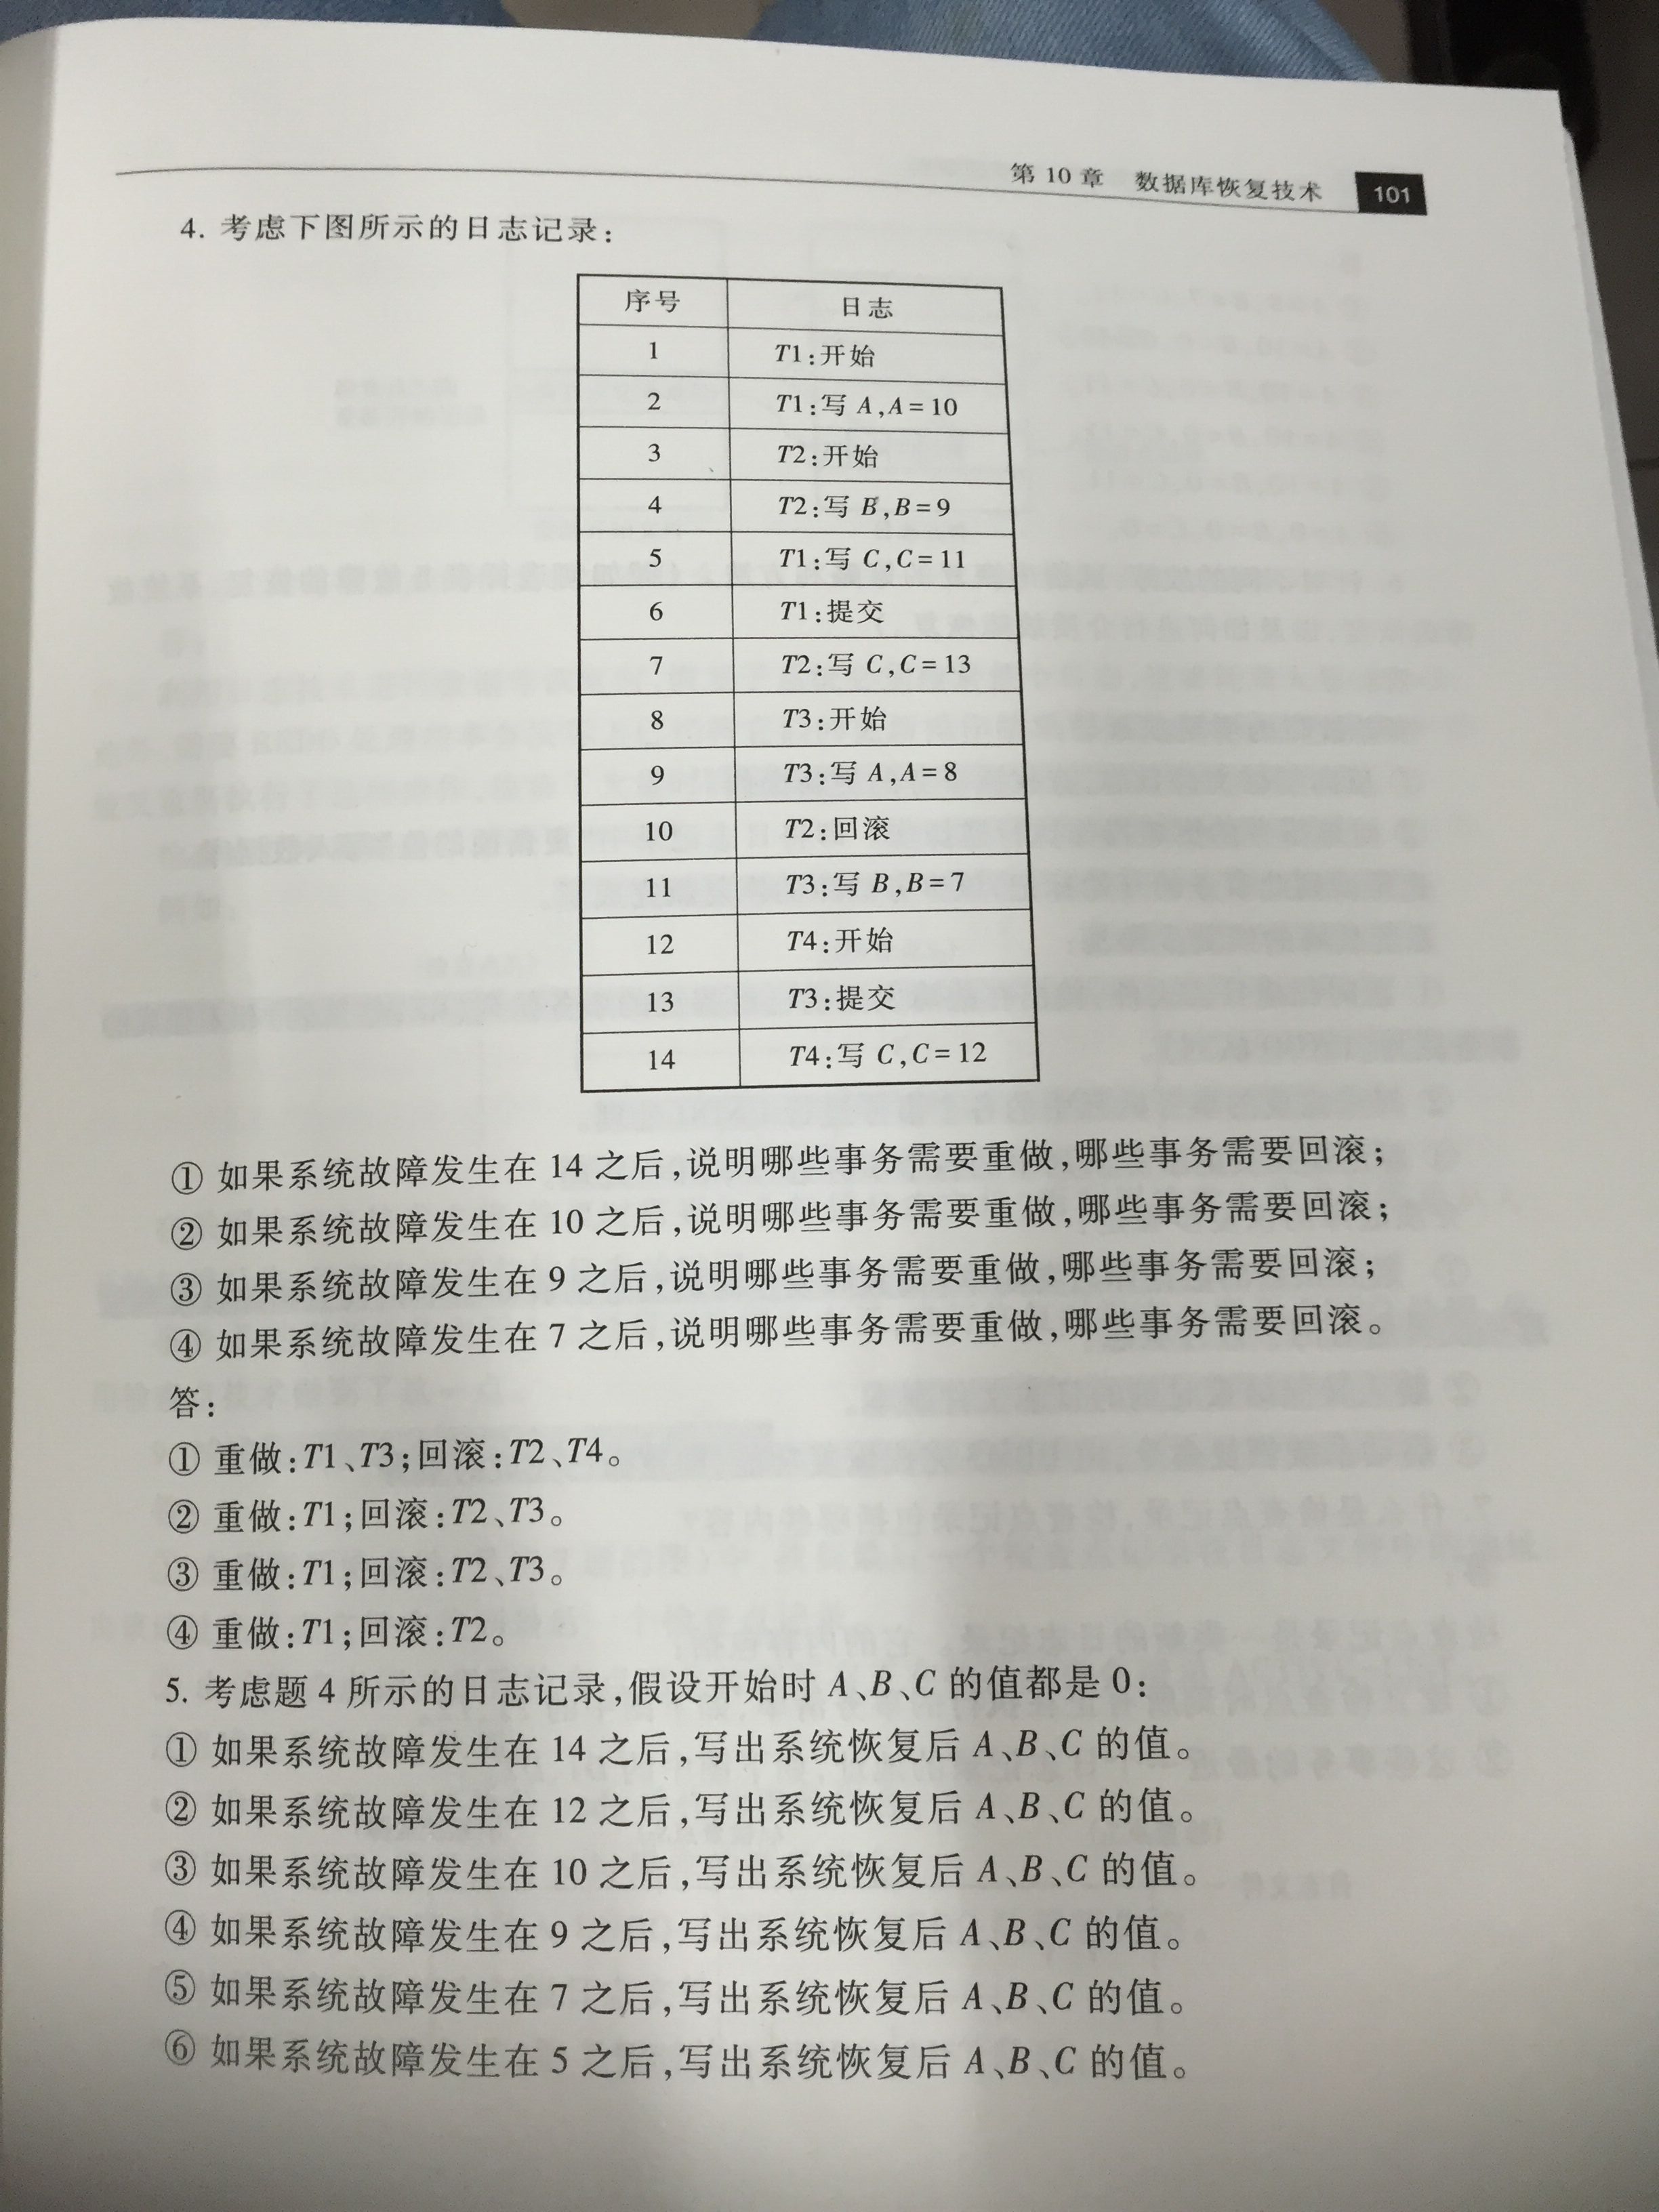 第 10 章 数据库恢复技术 101
4. 考虑下图所示的日志记录:
序号 日志
1 T1:开始
2 T1:写 A,A=10
3 T2:开始
4 T2:写 B,B=9
5 T1:写 C,C=11
6 T1:提交
7 T2:写 C,C=13
8 T3:开始
9 T3:写 A,A=8
10 T2:回滚
11 T3:写 B,B=7
12 T4:开始
13 T3:提交
14 T4:写 C,C=12
① 如果系统故障发生在 14 之后,说明哪些事务需要重做,哪些事务需要回滚;
② 如果系统故障发生在 10 之后,说明哪些事务需要重做,哪些事务需要回滚;
③ 如果系统故障发生在 9 之后,说明哪些事务需要重做,哪些事务需要回滚;
④ 如果系统故障发生在 7 之后,说明哪些事务需要重做,哪些事务需要回滚。
答:
① 重做:T1、T3;回滚:T2、T4。
② 重做:T1;回滚:T2、T3。
③ 重做:T1;回滚:T2、T3。
④ 重做:T1;回滚:T2。
5. 考虑题 4 所示的日志记录,假设开始时 A、B、C 的值都是 0:
① 如果系统故障发生在 14 之后,写出系统恢复后 A、B、C 的值。
② 如果系统故障发生在 12 之后,写出系统恢复后 A、B、C 的值。
③ 如果系统故障发生在 10 之后,写出系统恢复后 A、B、C 的值。
④ 如果系统故障发生在 9 之后,写出系统恢复后 A、B、C 的值。
⑤ 如果系统故障发生在 7 之后,写出系统恢复后 A、B、C 的值。
⑥ 如果系统故障发生在 5 之后,写出系统恢复后 A、B、C 的值。